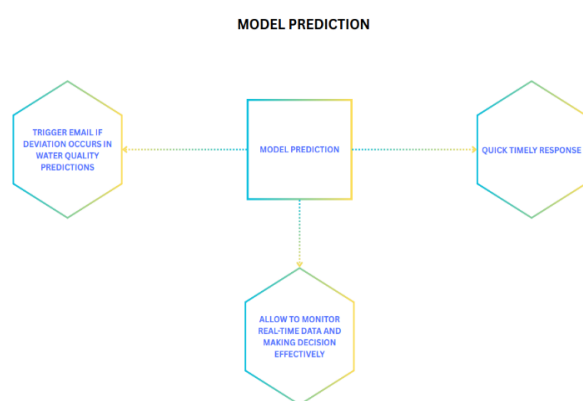 MODEL PREDICTION
TRIGGER EMAIL IF
DEVIATION OCCURS IN
WATER QUALITY
PREDICTIONS
MODEL PREDICTION
QUICK TIMELY RESPONSE
ALLOW TO MONITOR
REAL-TIME DATA AND
MAKING DECISION
EFFECTIVELY